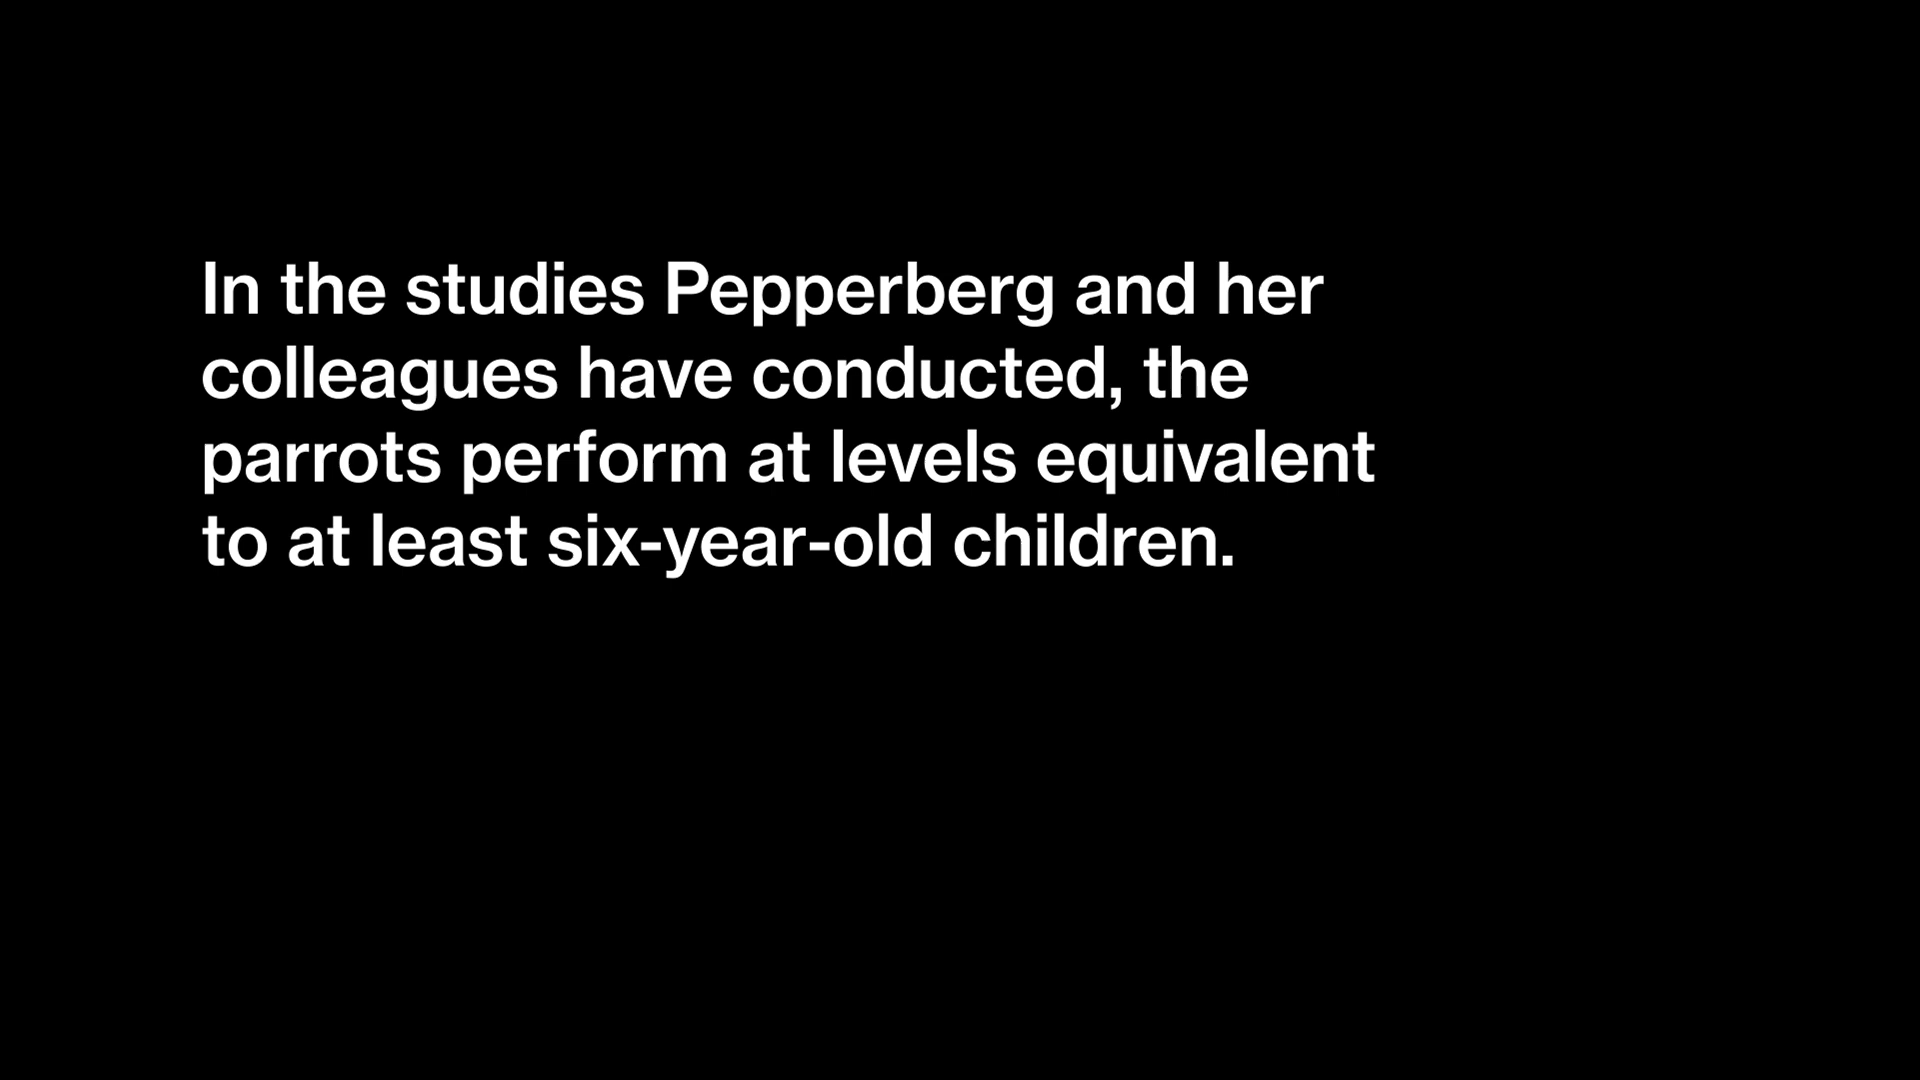 In the studies Pepperberg and her
colleagues have conducted, the
parrots perform at levels equivalent
to at least six-year-old children.